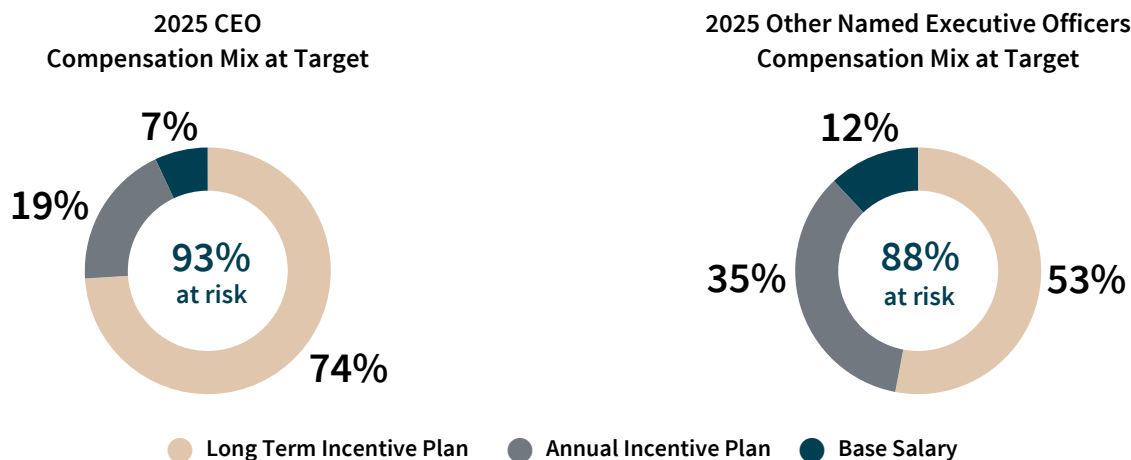 2025 CEO
Compensation Mix at Target
7%
19%
93%
at risk
74%
2025 Other Named Executive Officers
Compensation Mix at Target
12%
35%
88%
at risk
53%
Long Term Incentive Plan
Annual Incentive Plan
Base Salary